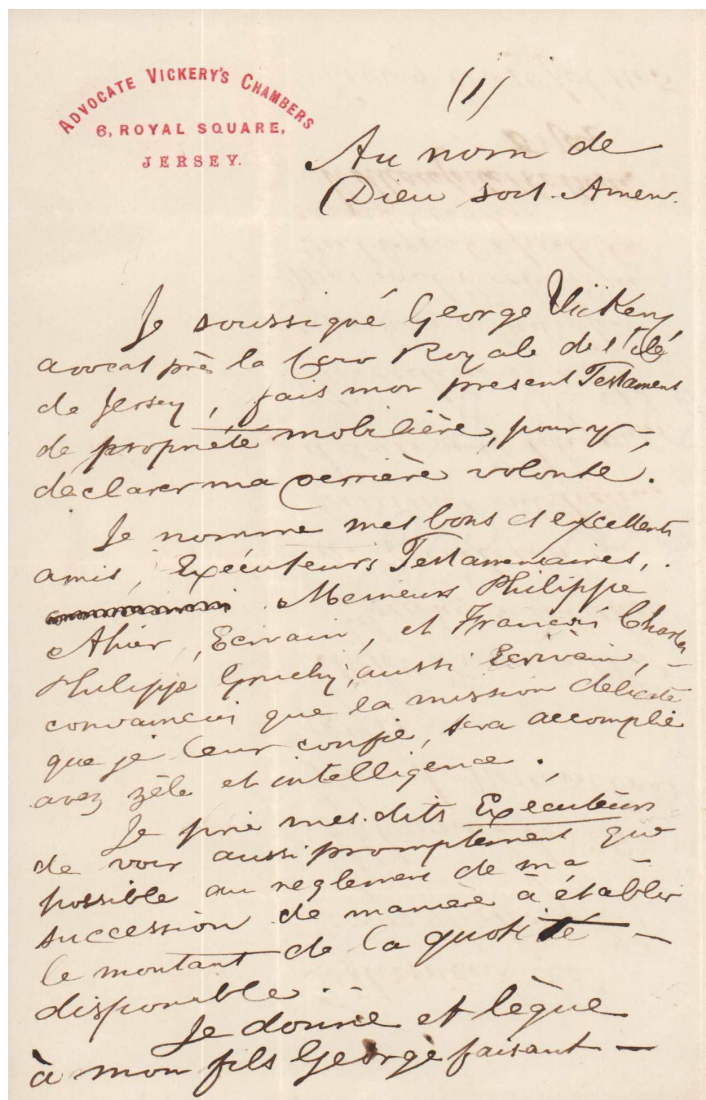 ADVOCATE VICKERY'S CHAMBERS
6, ROYAL SQUARE,
JERSEY.
(1)
Au nom de
Dieu soit. Amen.
Je soussigné George Vickery
avocat près la Cour Royale de l'île
de Jersey, fais mon present Testament
de propriété mobilière, pour y
declarer ma derrière volonté.
Je nomme mes bons et excellents
amis, Exécuteurs Testamentaires,
Messieurs Philippe
Ahier, Ecrivain, et François Charles
Philippe Gruchy, aussi Ecrivain,
convaincu que la mission délicate
que je leur confie, sera accomplie
avez zèle et intelligence.
Je prie mes dits Exécuteurs
de voir aussi promptement que
possible au reglement de ma
succession de manière à établir
le montant de la quotité
disponible.
Je donne et lègue
à mon fils George faisant